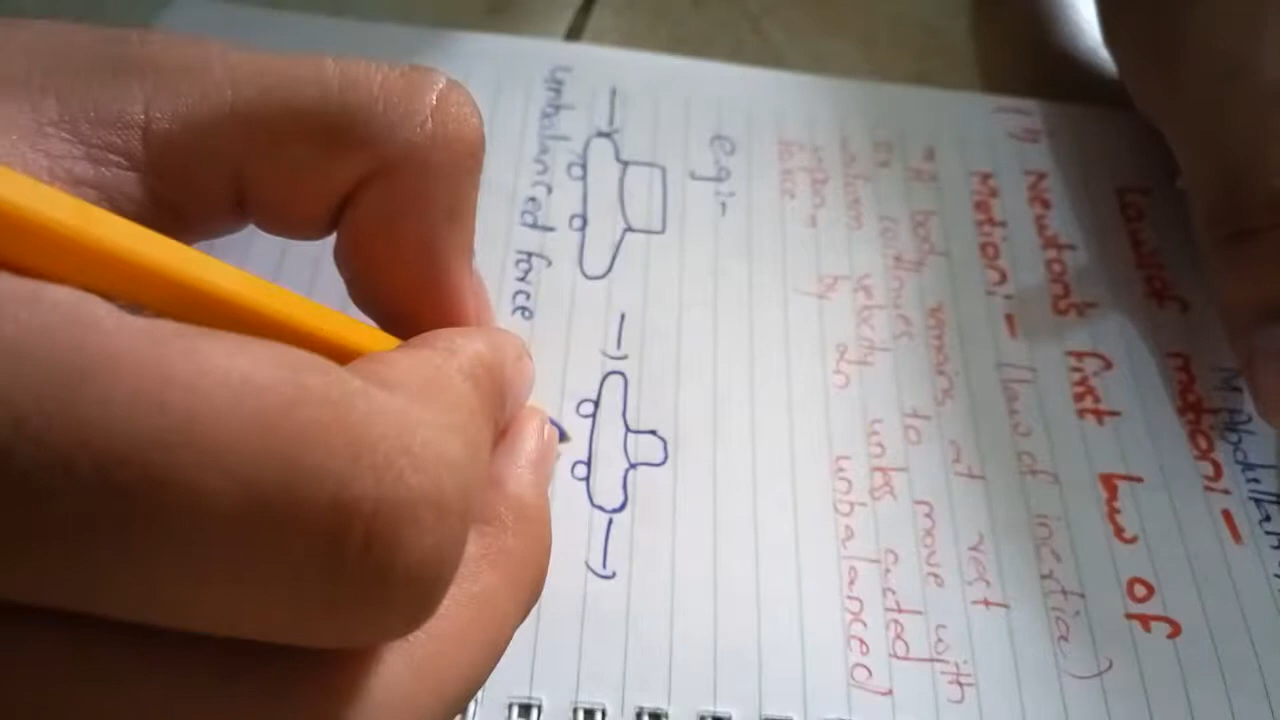 M.Abdullah
Laws of motion:-
(1) Newton's first law of
Motion:- (law of inertia)
A body remains at rest
or continues to move with
uniform velocity unless acted
upon by an unbalanced
force.
e.g:-
unbalanced force